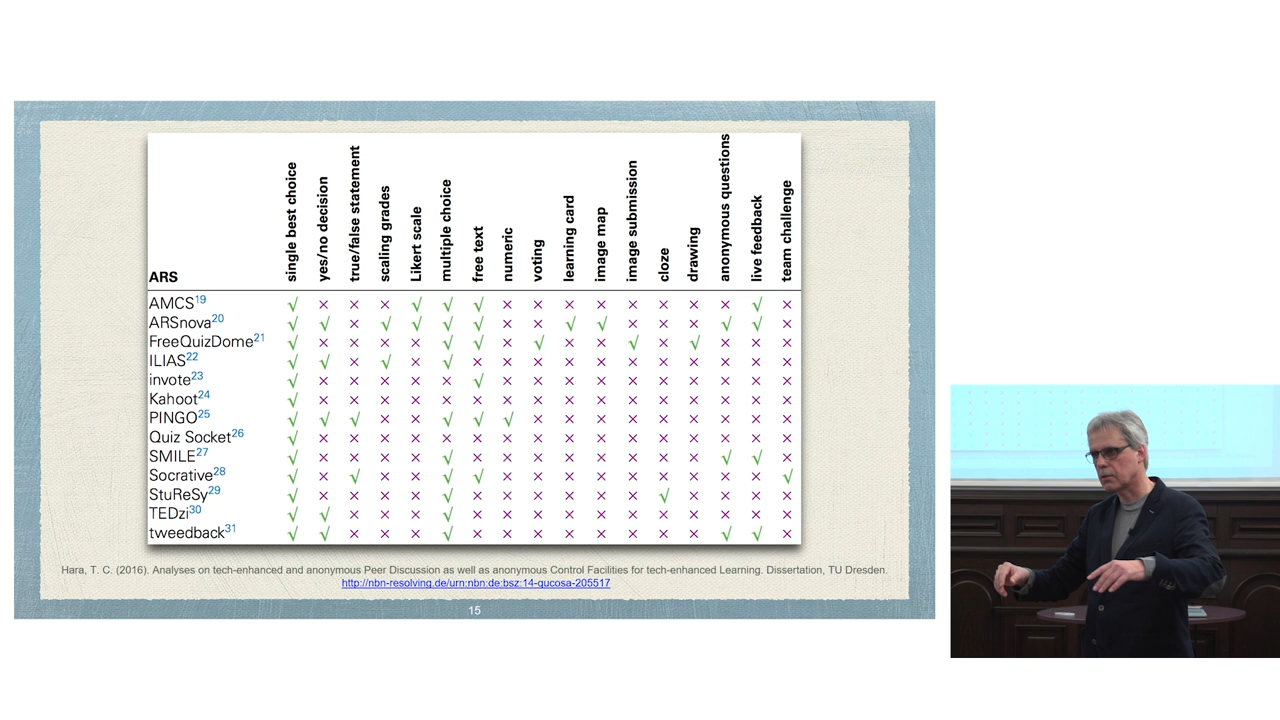 ARS single best choice yes/no decision true/false statement scaling grades Likert scale multiple choice free text numeric voting learning card image map image submission cloze drawing anonymous questions live feedback team challenge
AMCS19 √ × × × √ √ √ × × × × × × × × √ ×
ARSnova20 √ √ × √ √ √ √ × × √ √ × × × √ √ ×
FreeQuizDome21 √ × × × × √ √ × √ × × √ × √ × × ×
ILIAS22 √ √ × √ × √ × × × × × × × × × × ×
invote23 √ × × × × × √ × × × × × × × × × ×
Kahoot24 √ × × × × × × × × × × × × × × × ×
PINGO25 √ √ √ × × √ √ √ × × × × × × × × ×
Quiz Socket26 √ × × × × × × × × × × × × × × × ×
SMILE27 √ × × × × √ × × × × × × × × √ √ ×
Socrative28 √ × √ × × √ √ × × × × × × × × × √
StuReSy29 √ × × × × √ × × × × × × √ × × × ×
TEDzi30 √ √ × × × √ × × × × × × × × × × ×
tweedback31 √ √ × × × √ × × × × × × × × √ √ ×
Hara, T. C. (2016). Analyses on tech-enhanced and anonymous Peer Discussion as well as anonymous Control Facilities for tech-enhanced Learning. Dissertation, TU Dresden.
http://nbn-resolving.de/urn:nbn:de:bsz:14-qucosa-205517
15